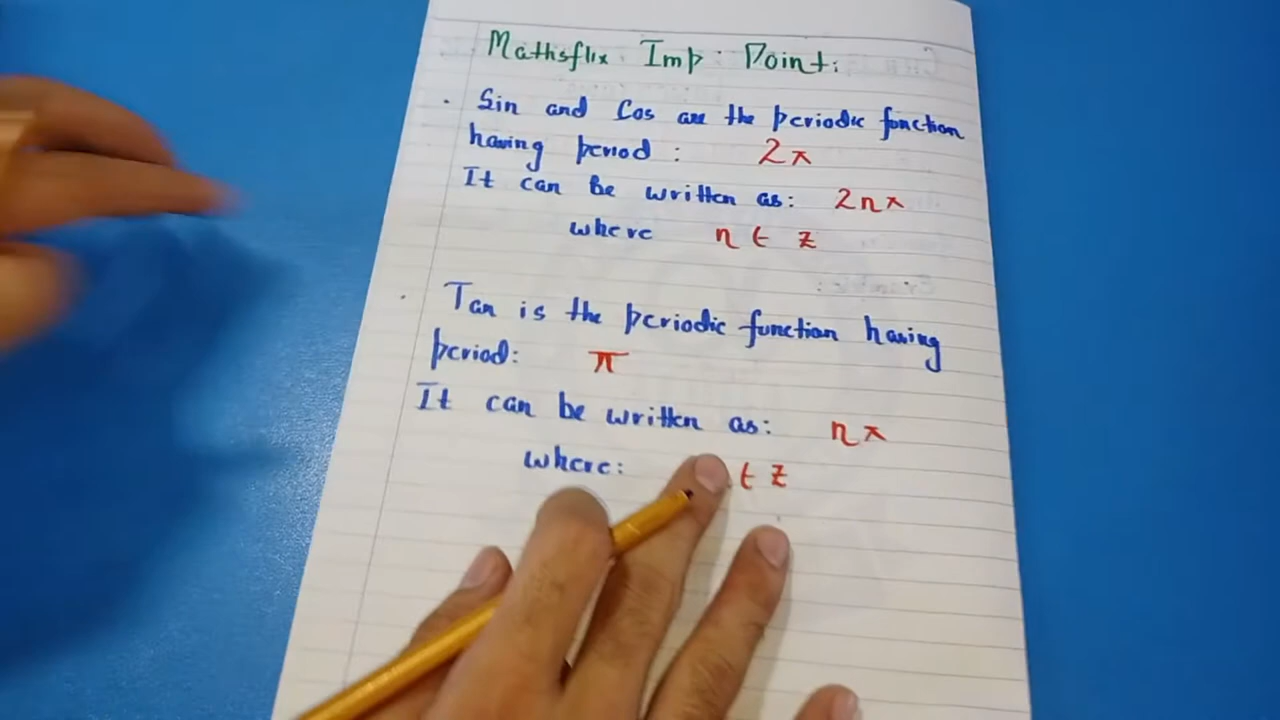 Mathsflix Imp: Point:
. Sin and Cos are the periodic function
having period : 2π
It can be written as: 2nπ
where n ∈ z
. Tan is the periodic function having
period: π
It can be written as: nπ
where: ∈ z